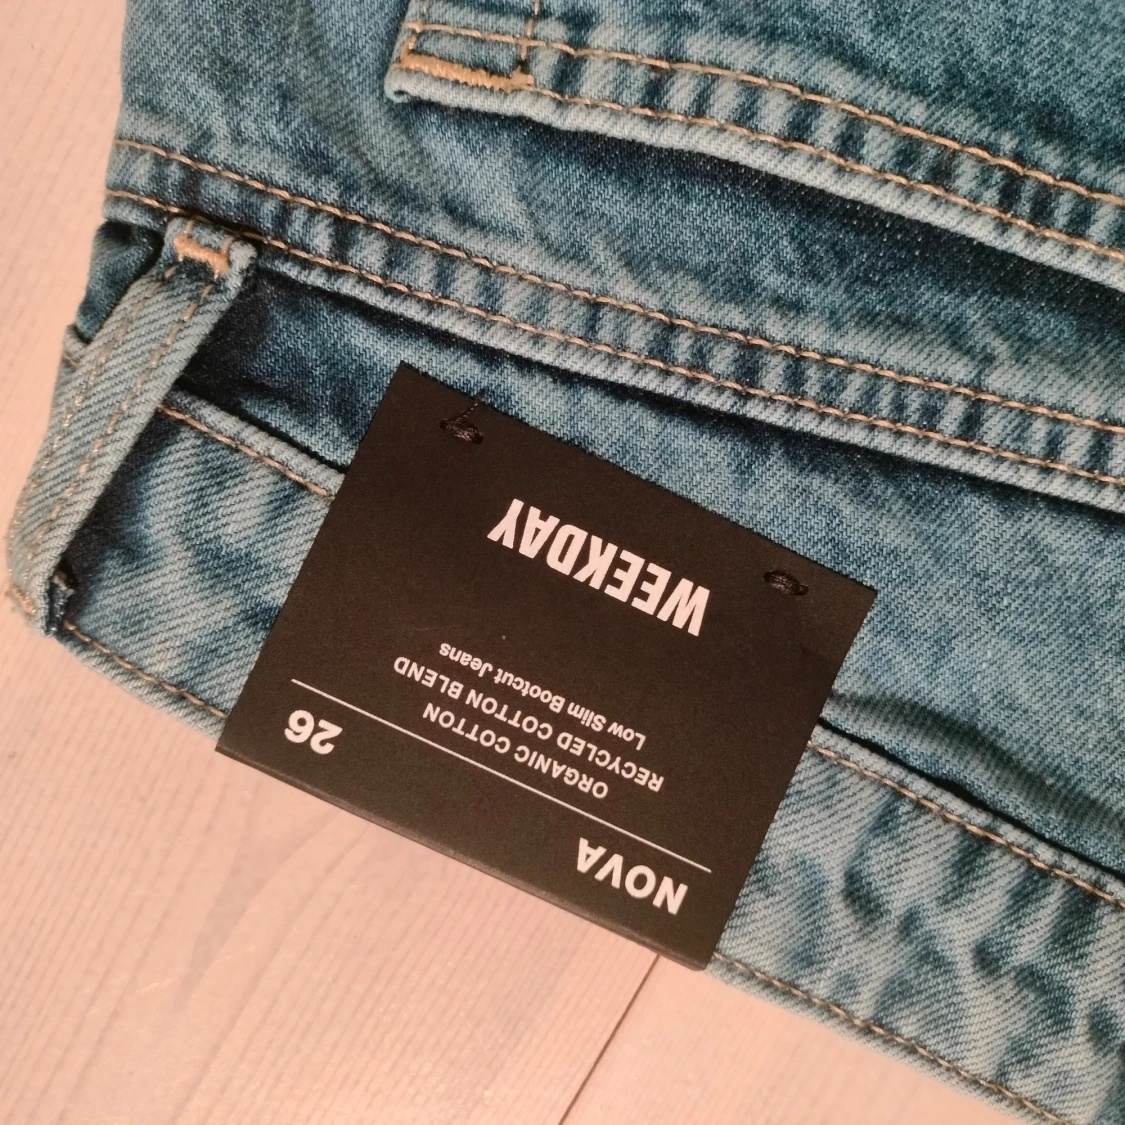 NOVA
26
ORGANIC COTTON
RECYCLED COTTON BLEND
Low Slim Bootcut Jeans
WEEKDAY